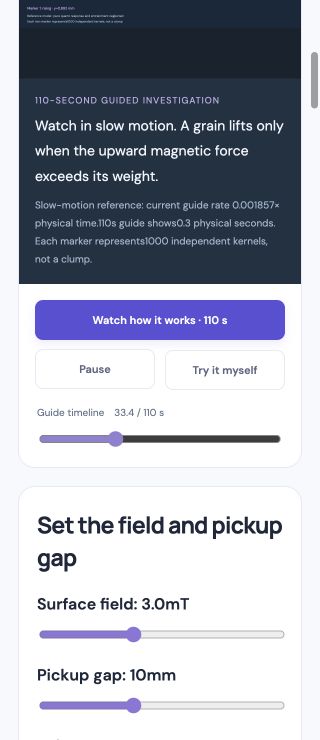 110-SECOND GUIDED INVESTIGATION
Watch in slow motion. A grain lifts only
when the upward magnetic force
exceeds its weight.
Slow-motion reference: current guide rate 0.001857×
physical time.110s guide shows0.3 physical seconds.
Each marker represents1000 independent kernels,
not a clump.
Watch how it works · 110 s
Pause
Try it myself
Guide timeline 33.4 / 110 s
Set the field and pickup
gap
Surface field: 3.0mT
Pickup gap: 10mm